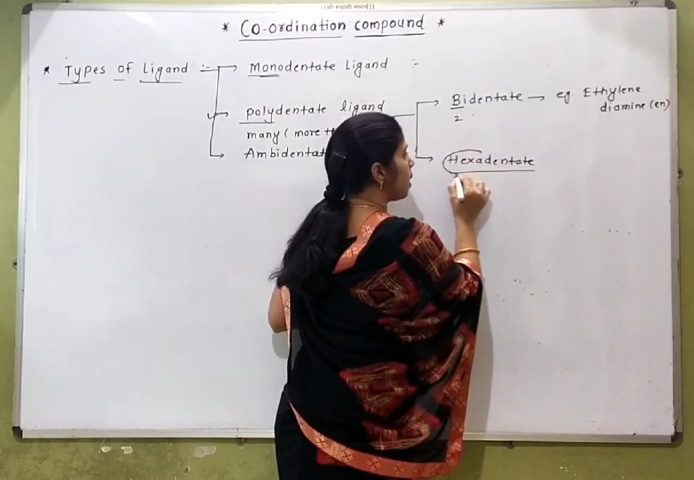 * Co-ordination compound *
* Types of Ligand :- → Monodentate Ligand :-
polydentate ligand
many (more
Ambidentat
Bidentate → eg. Ethylene
diamine (en)
2
Hexadentate